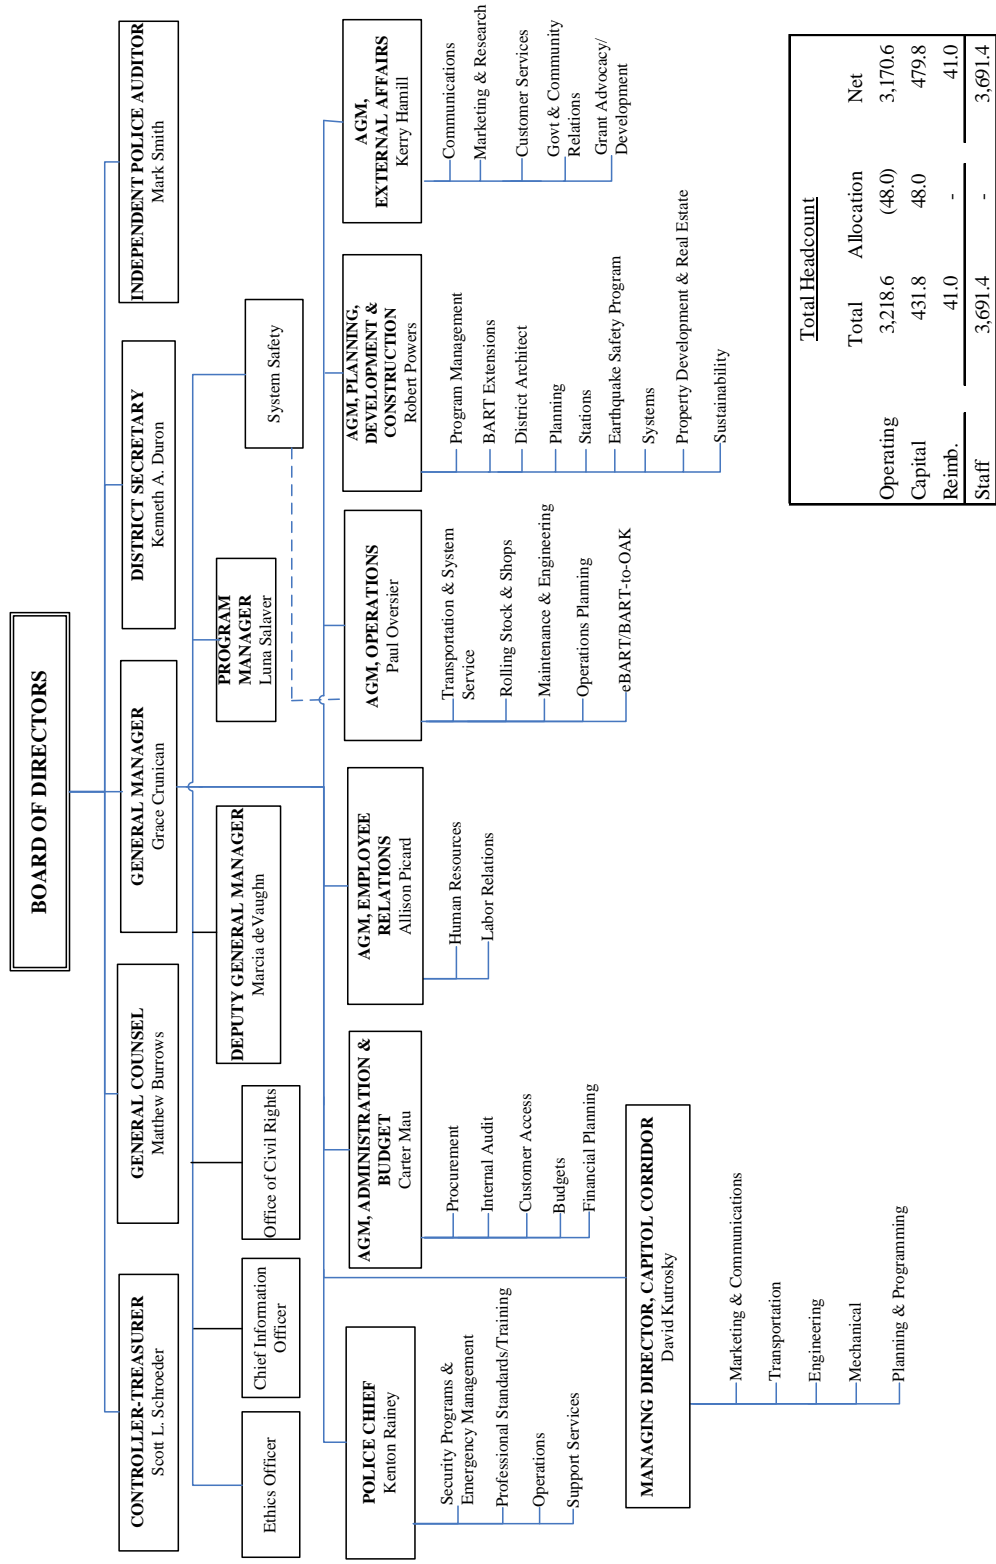 BOARD OF DIRECTORS
CONTROLLER-TREASURER
Scott L. Schroeder
GENERAL COUNSEL
Matthew Burrows
GENERAL MANAGER
Grace Crunican
DISTRICT SECRETARY
Kenneth A. Duron
INDEPENDENT POLICE AUDITOR
Mark Smith
Ethics Officer
Chief Information
Officer
Office of Civil Rights
DEPUTY GENERAL MANAGER
Marcia deVaughn
PROGRAM
MANAGER
Luna Salaver
System Safety
POLICE CHIEF
Kenton Rainey
Security Programs &
Emergency Management
Professional Standards/Training
Operations
Support Services
AGM, ADMINISTRATION &
BUDGET
Carter Mau
Procurement
Internal Audit
Customer Access
Budgets
Financial Planning
AGM, EMPLOYEE
RELATIONS
Allison Picard
Human Resources
Labor Relations
AGM, OPERATIONS
Paul Oversier
Transportation & System
Service
Rolling Stock & Shops
Maintenance & Engineering
Operations Planning
eBART/BART-to-OAK
AGM, PLANNING,
DEVELOPMENT &
CONSTRUCTION
Robert Powers
Program Management
BART Extensions
District Architect
Planning
Stations
Earthquake Safety Program
Systems
Property Development & Real Estate
Sustainability
AGM,
EXTERNAL AFFAIRS
Kerry Hamill
Communications
Marketing & Research
Customer Services
Govt & Community
Relations
Grant Advocacy/
Development
MANAGING DIRECTOR, CAPITOL CORRIDOR
David Kutrosky
Marketing & Communications
Transportation
Engineering
Mechanical
Planning & Programming
Total Headcount
Total Allocation Net
Operating 3,218.6 (48.0) 3,170.6
Capital 431.8 48.0 479.8
Reimb. 41.0 - 41.0
Staff 3,691.4 - 3,691.4